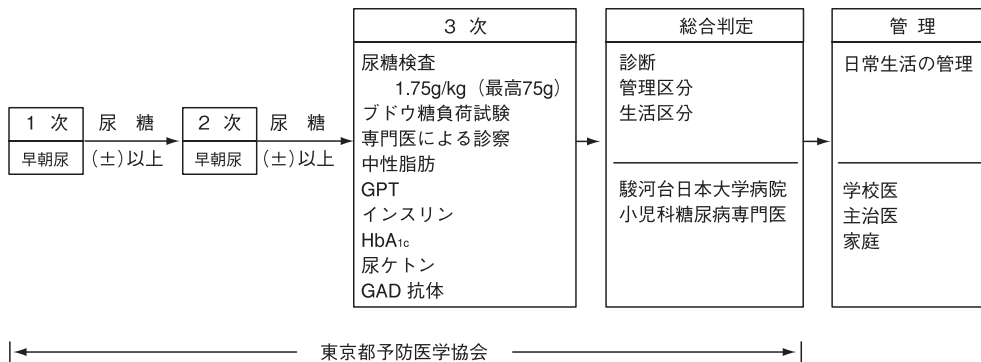 1 次
早朝尿
尿 糖
(±)以上
2 次
早朝尿
尿 糖
(±)以上
3 次
尿糖検査
1.75g/kg（最高75g）
ブドウ糖負荷試験
専門医による診察
中性脂肪
GPT
インスリン
HbA1c
尿ケトン
GAD 抗体
総合判定
診断
管理区分
生活区分
駿河台日本大学病院
小児科糖尿病専門医
管 理
日常生活の管理
学校医
主治医
家庭
東京都予防医学協会